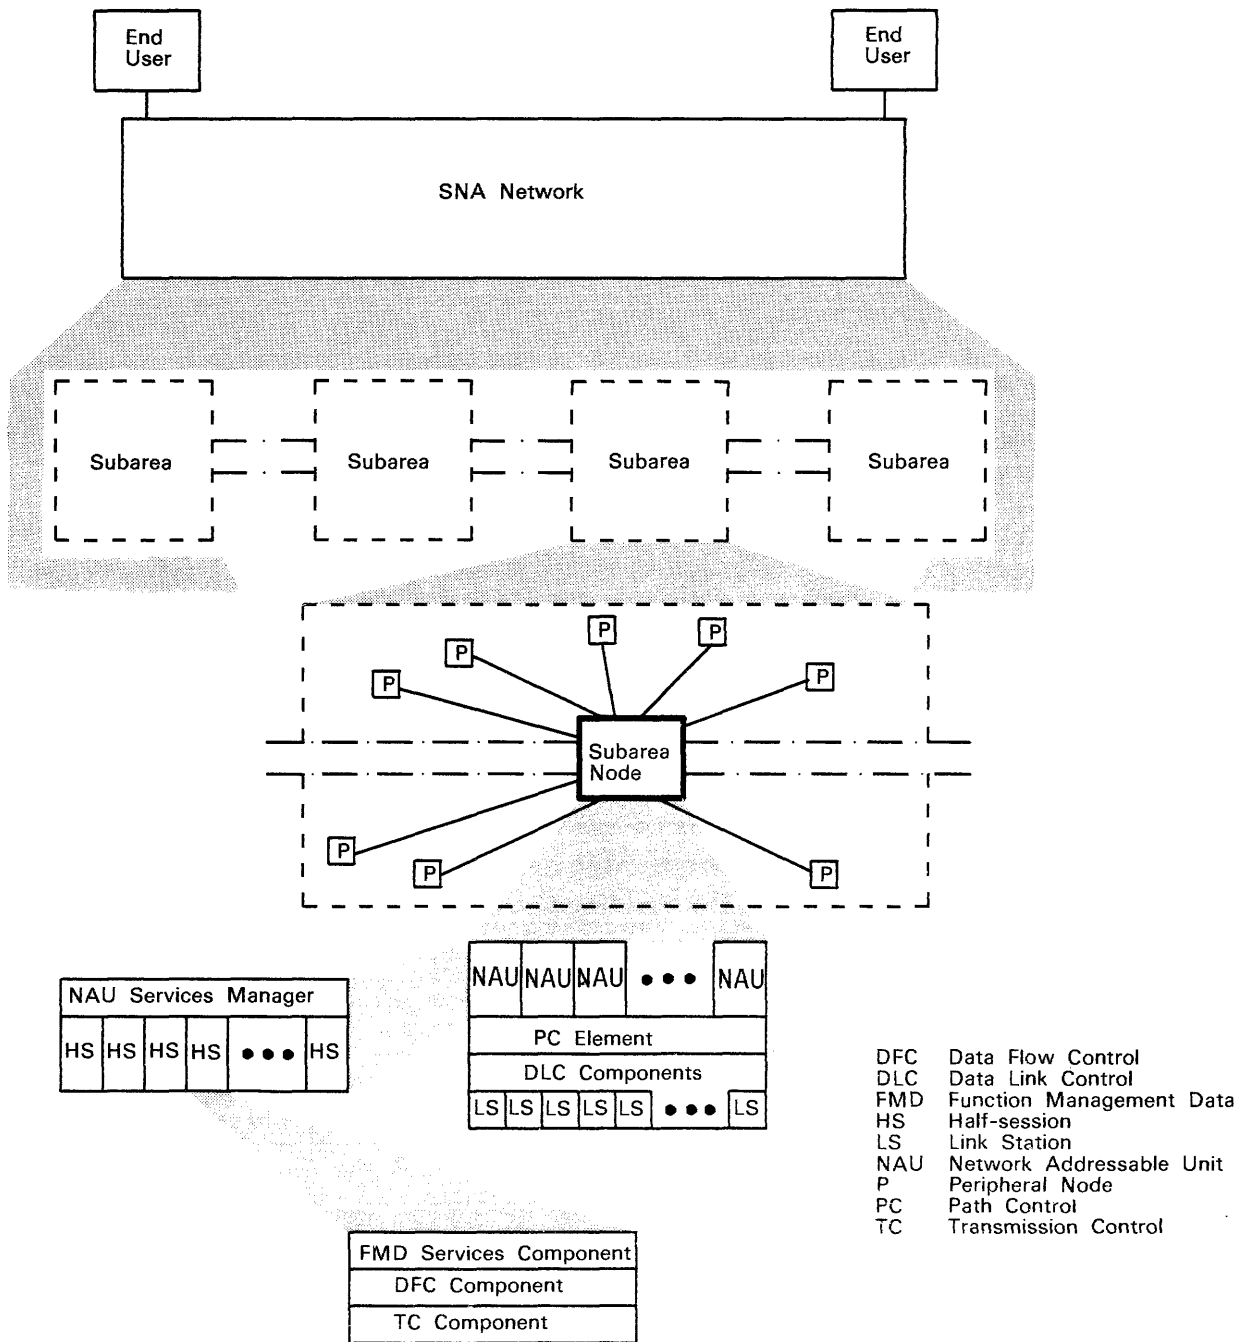 End
User
End
User
SNA Network
Subarea
Subarea
Subarea
Subarea
P
P
P
P
P
P
Subarea
Node
P
P
P
NAU NAU NAU ••• NAU
PC Element
DLC Components
LS LS LS LS LS ••• LS
NAU Services Manager
HS HS HS HS ••• HS
FMD Services Component
DFC Component
TC Component
DFC Data Flow Control
DLC Data Link Control
FMD Function Management Data
HS Half-session
LS Link Station
NAU Network Addressable Unit
P Peripheral Node
PC Path Control
TC Transmission Control